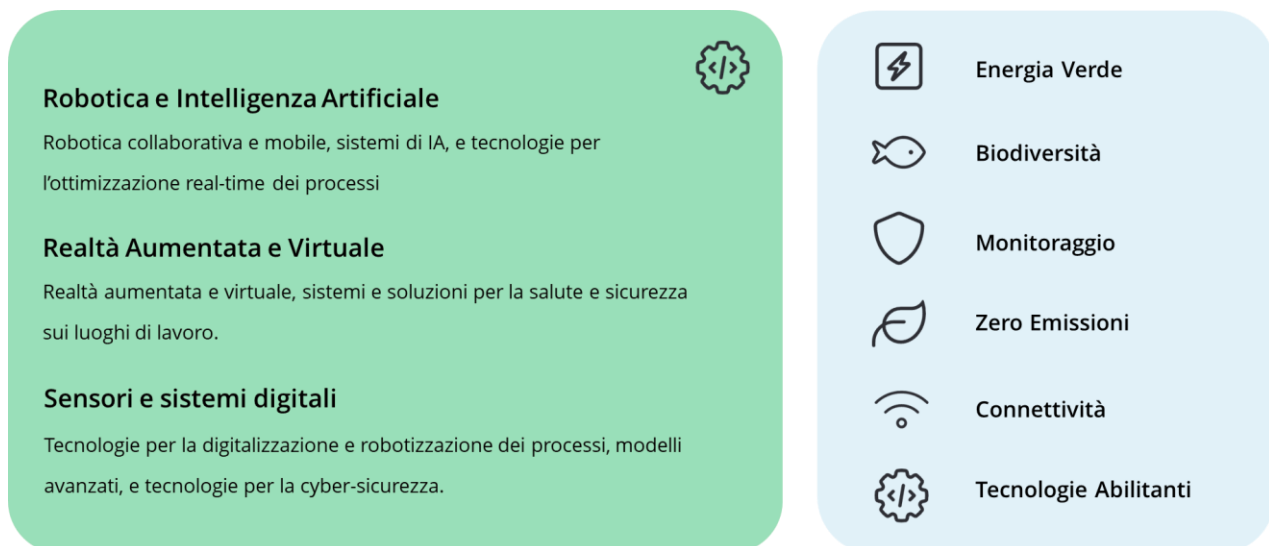 Robotica e Intelligenza Artificiale
Robotica collaborativa e mobile, sistemi di IA, e tecnologie per
l'ottimizzazione real-time dei processi
Realtà Aumentata e Virtuale
Realtà aumentata e virtuale, sistemi e soluzioni per la salute e sicurezza
sui luoghi di lavoro.
Sensori e sistemi digitali
Tecnologie per la digitalizzazione e robotizzazione dei processi, modelli
avanzati, e tecnologie per la cyber-sicurezza.
Energia Verde
Biodiversità
Monitoraggio
Zero Emissioni
Connettività
Tecnologie Abilitanti